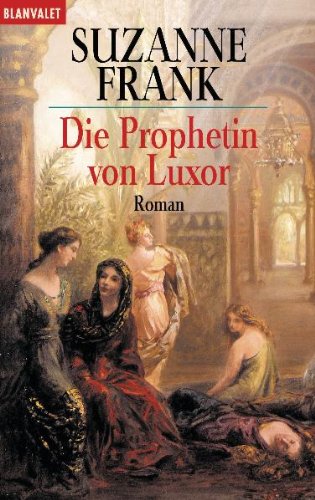 BLANVALET
SUZANNE
FRANK
Die Prophetin
von Luxor
Roman